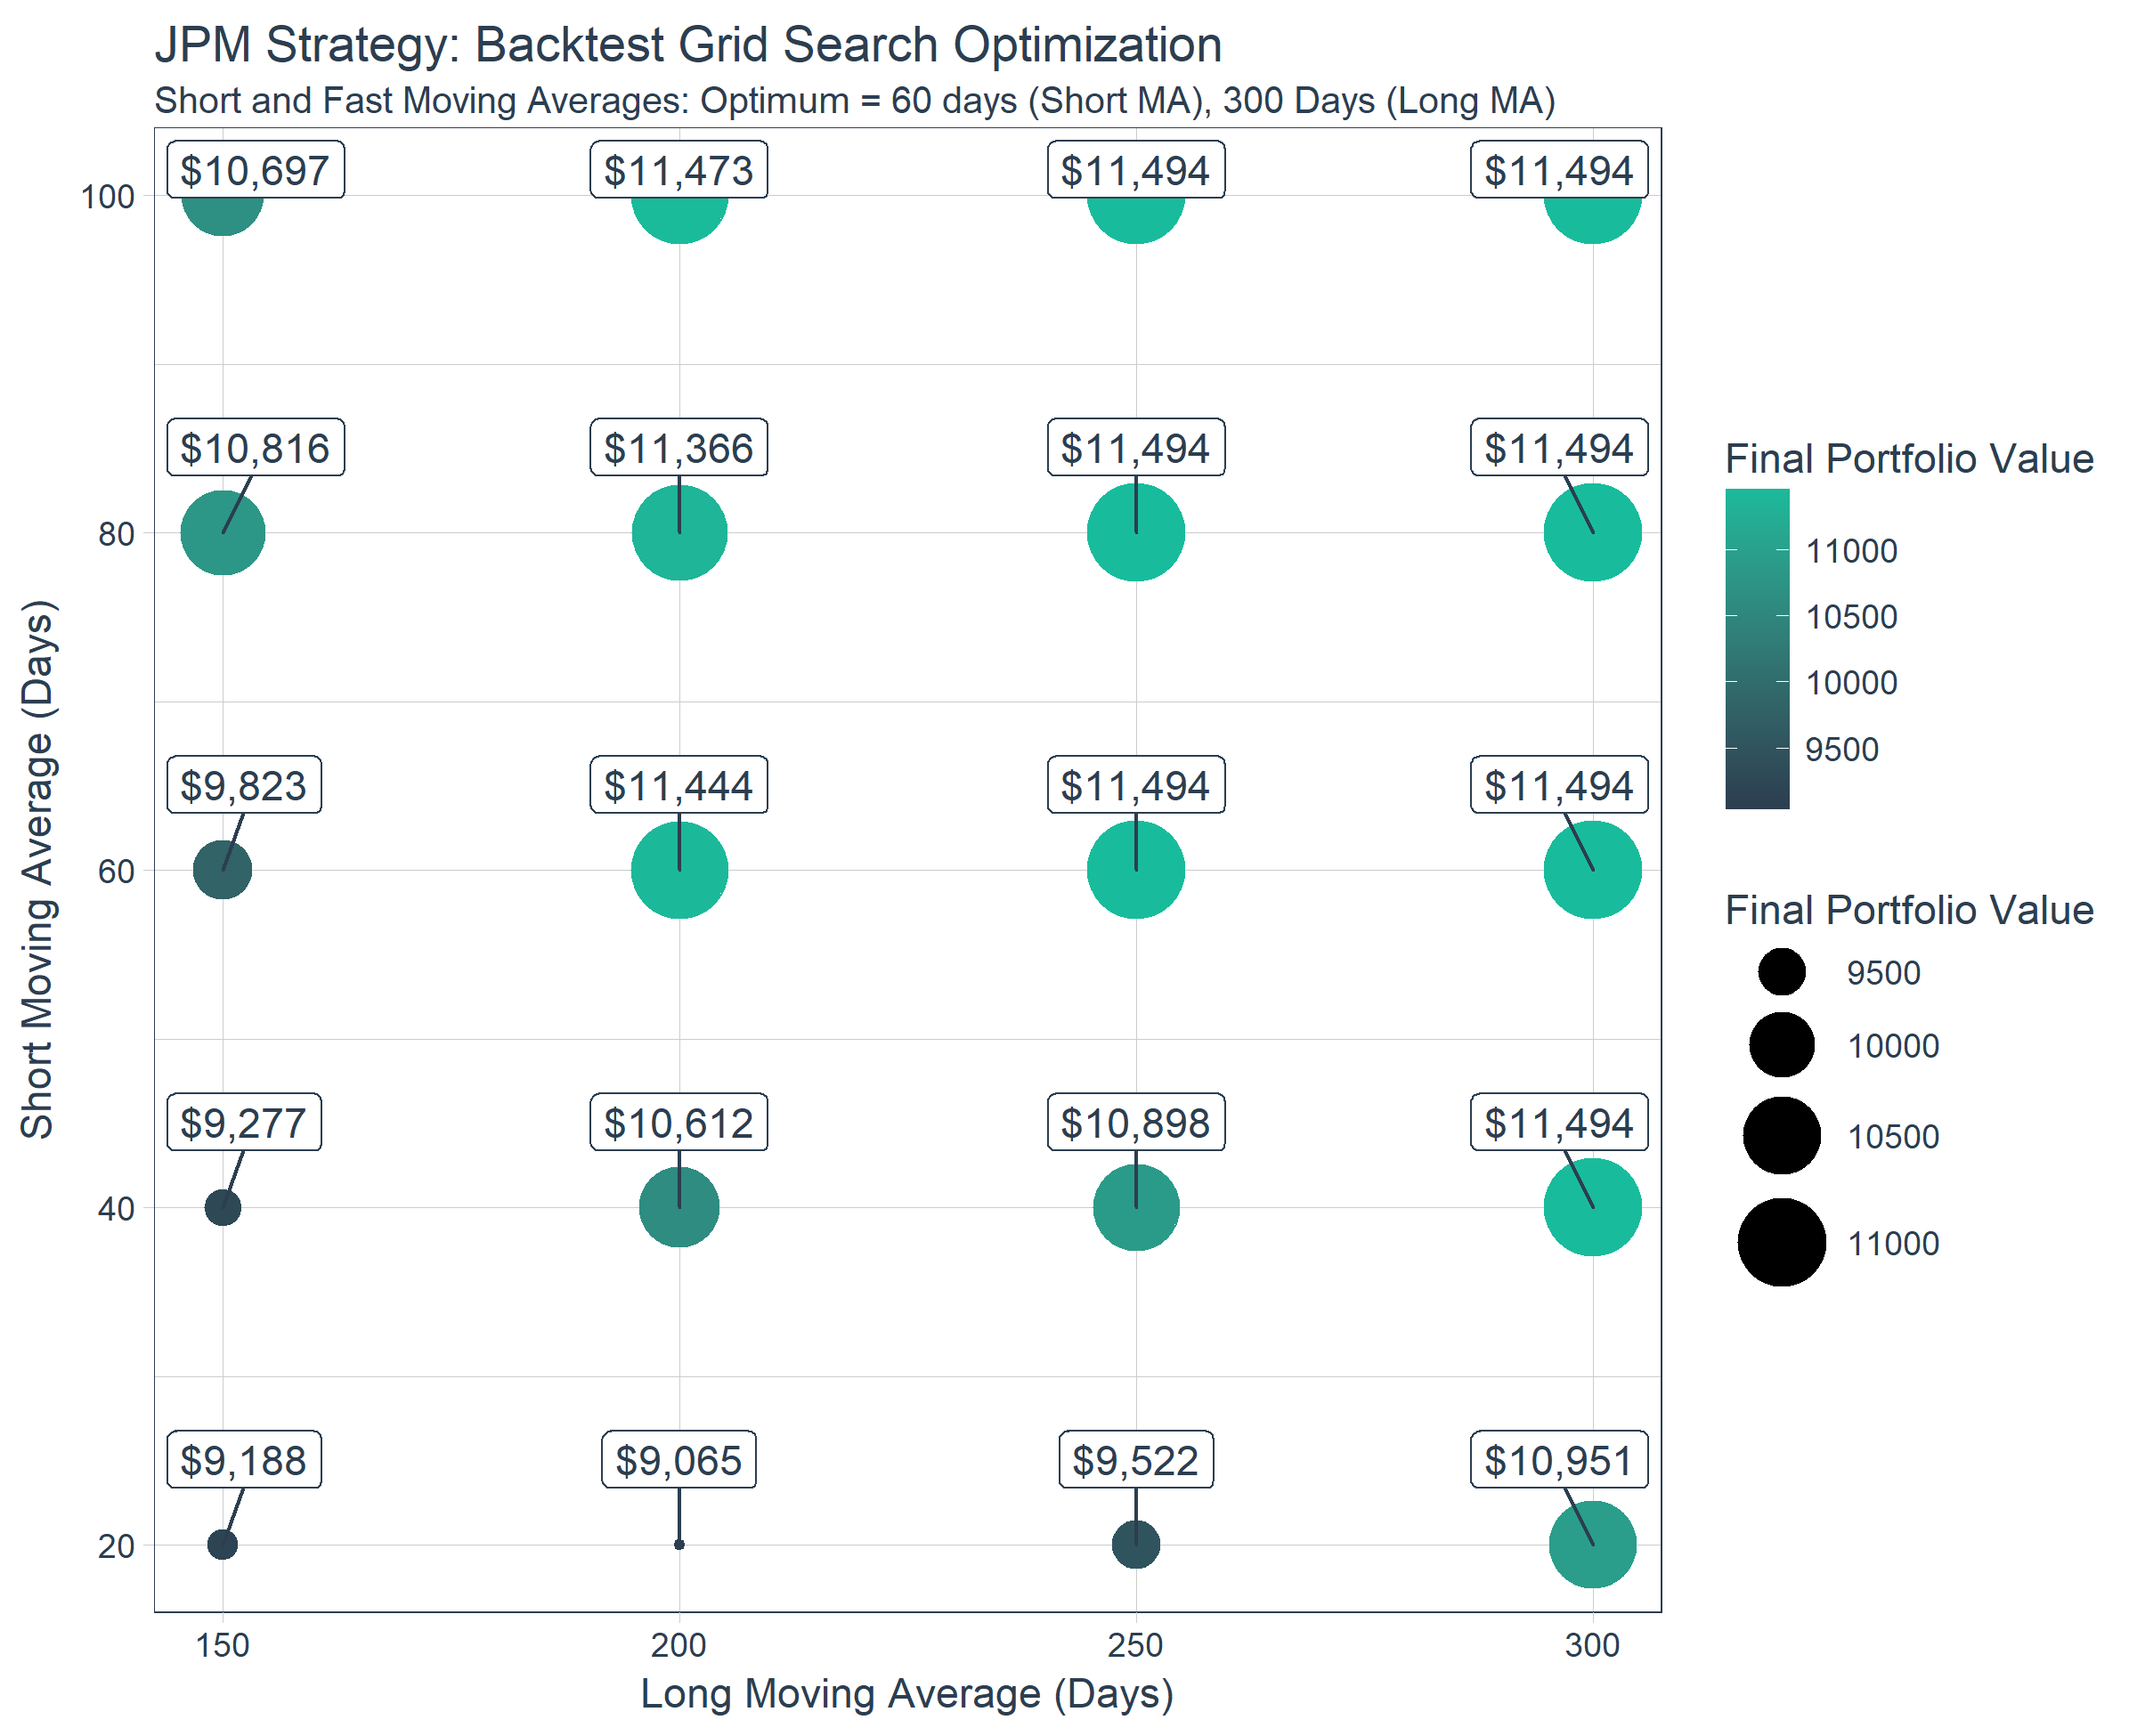 JPM Strategy: Backtest Grid Search Optimization
Short and Fast Moving Averages: Optimum = 60 days (Short MA), 300 Days (Long MA)
$10,697 $11,473 $11,494 $11,494
100
$10,816 $11,366 $11,494 $11,494
80
$9,823 $11,444 $11,494 $11,494
60
$9,277 $10,612 $10,898 $11,494
40
$9,188 $9,065 $9,522 $10,951
20
150 200 250 300
Long Moving Average (Days)
Short Moving Average (Days)
Final Portfolio Value
11000
10500
10000
9500
Final Portfolio Value
9500
10000
10500
11000